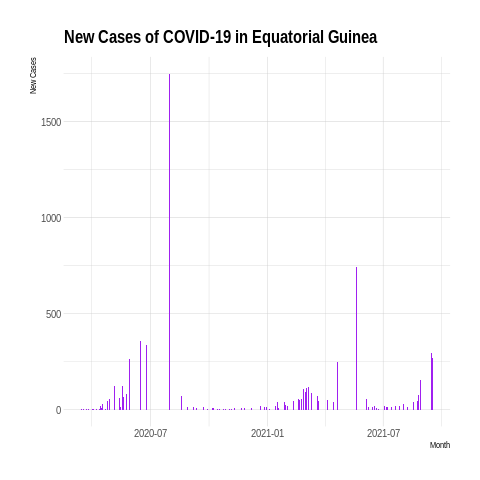 New Cases of COVID-19 in Equatorial Guinea
New Cases
1500
1000
500
0
2020-07 2021-01 2021-07
Month